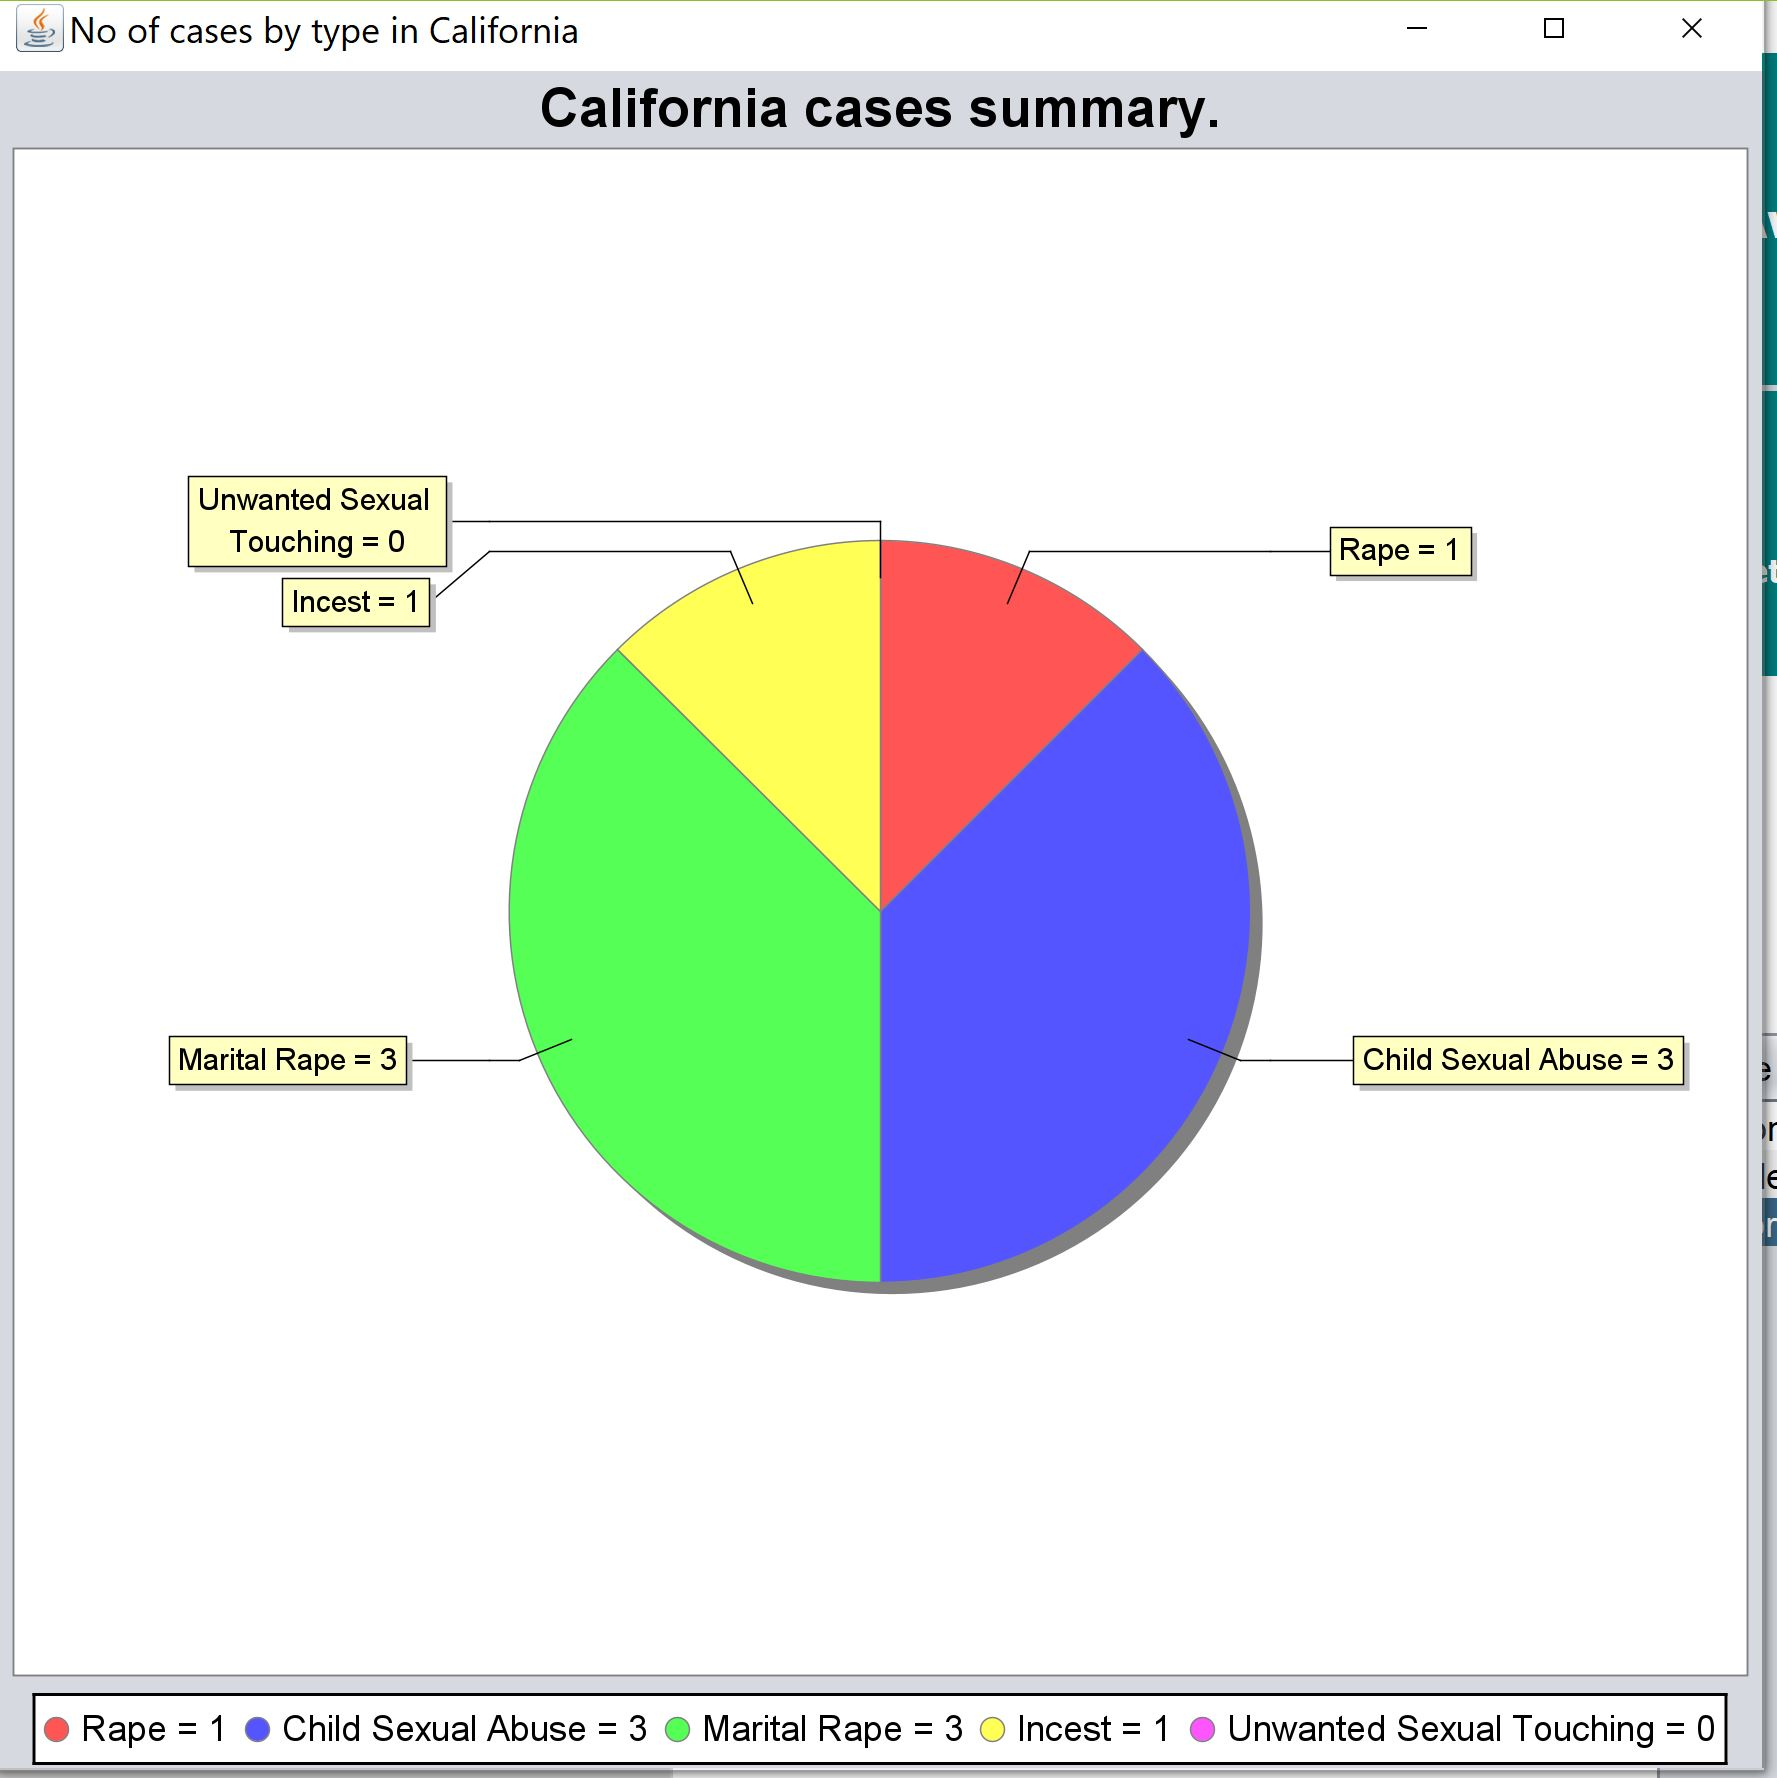 No of cases by type in California
California cases summary.
Unwanted Sexual
Touching = 0
Incest = 1
Rape = 1
Marital Rape = 3
Child Sexual Abuse = 3
Rape = 1 Child Sexual Abuse = 3 Marital Rape = 3 Incest = 1 Unwanted Sexual Touching = 0